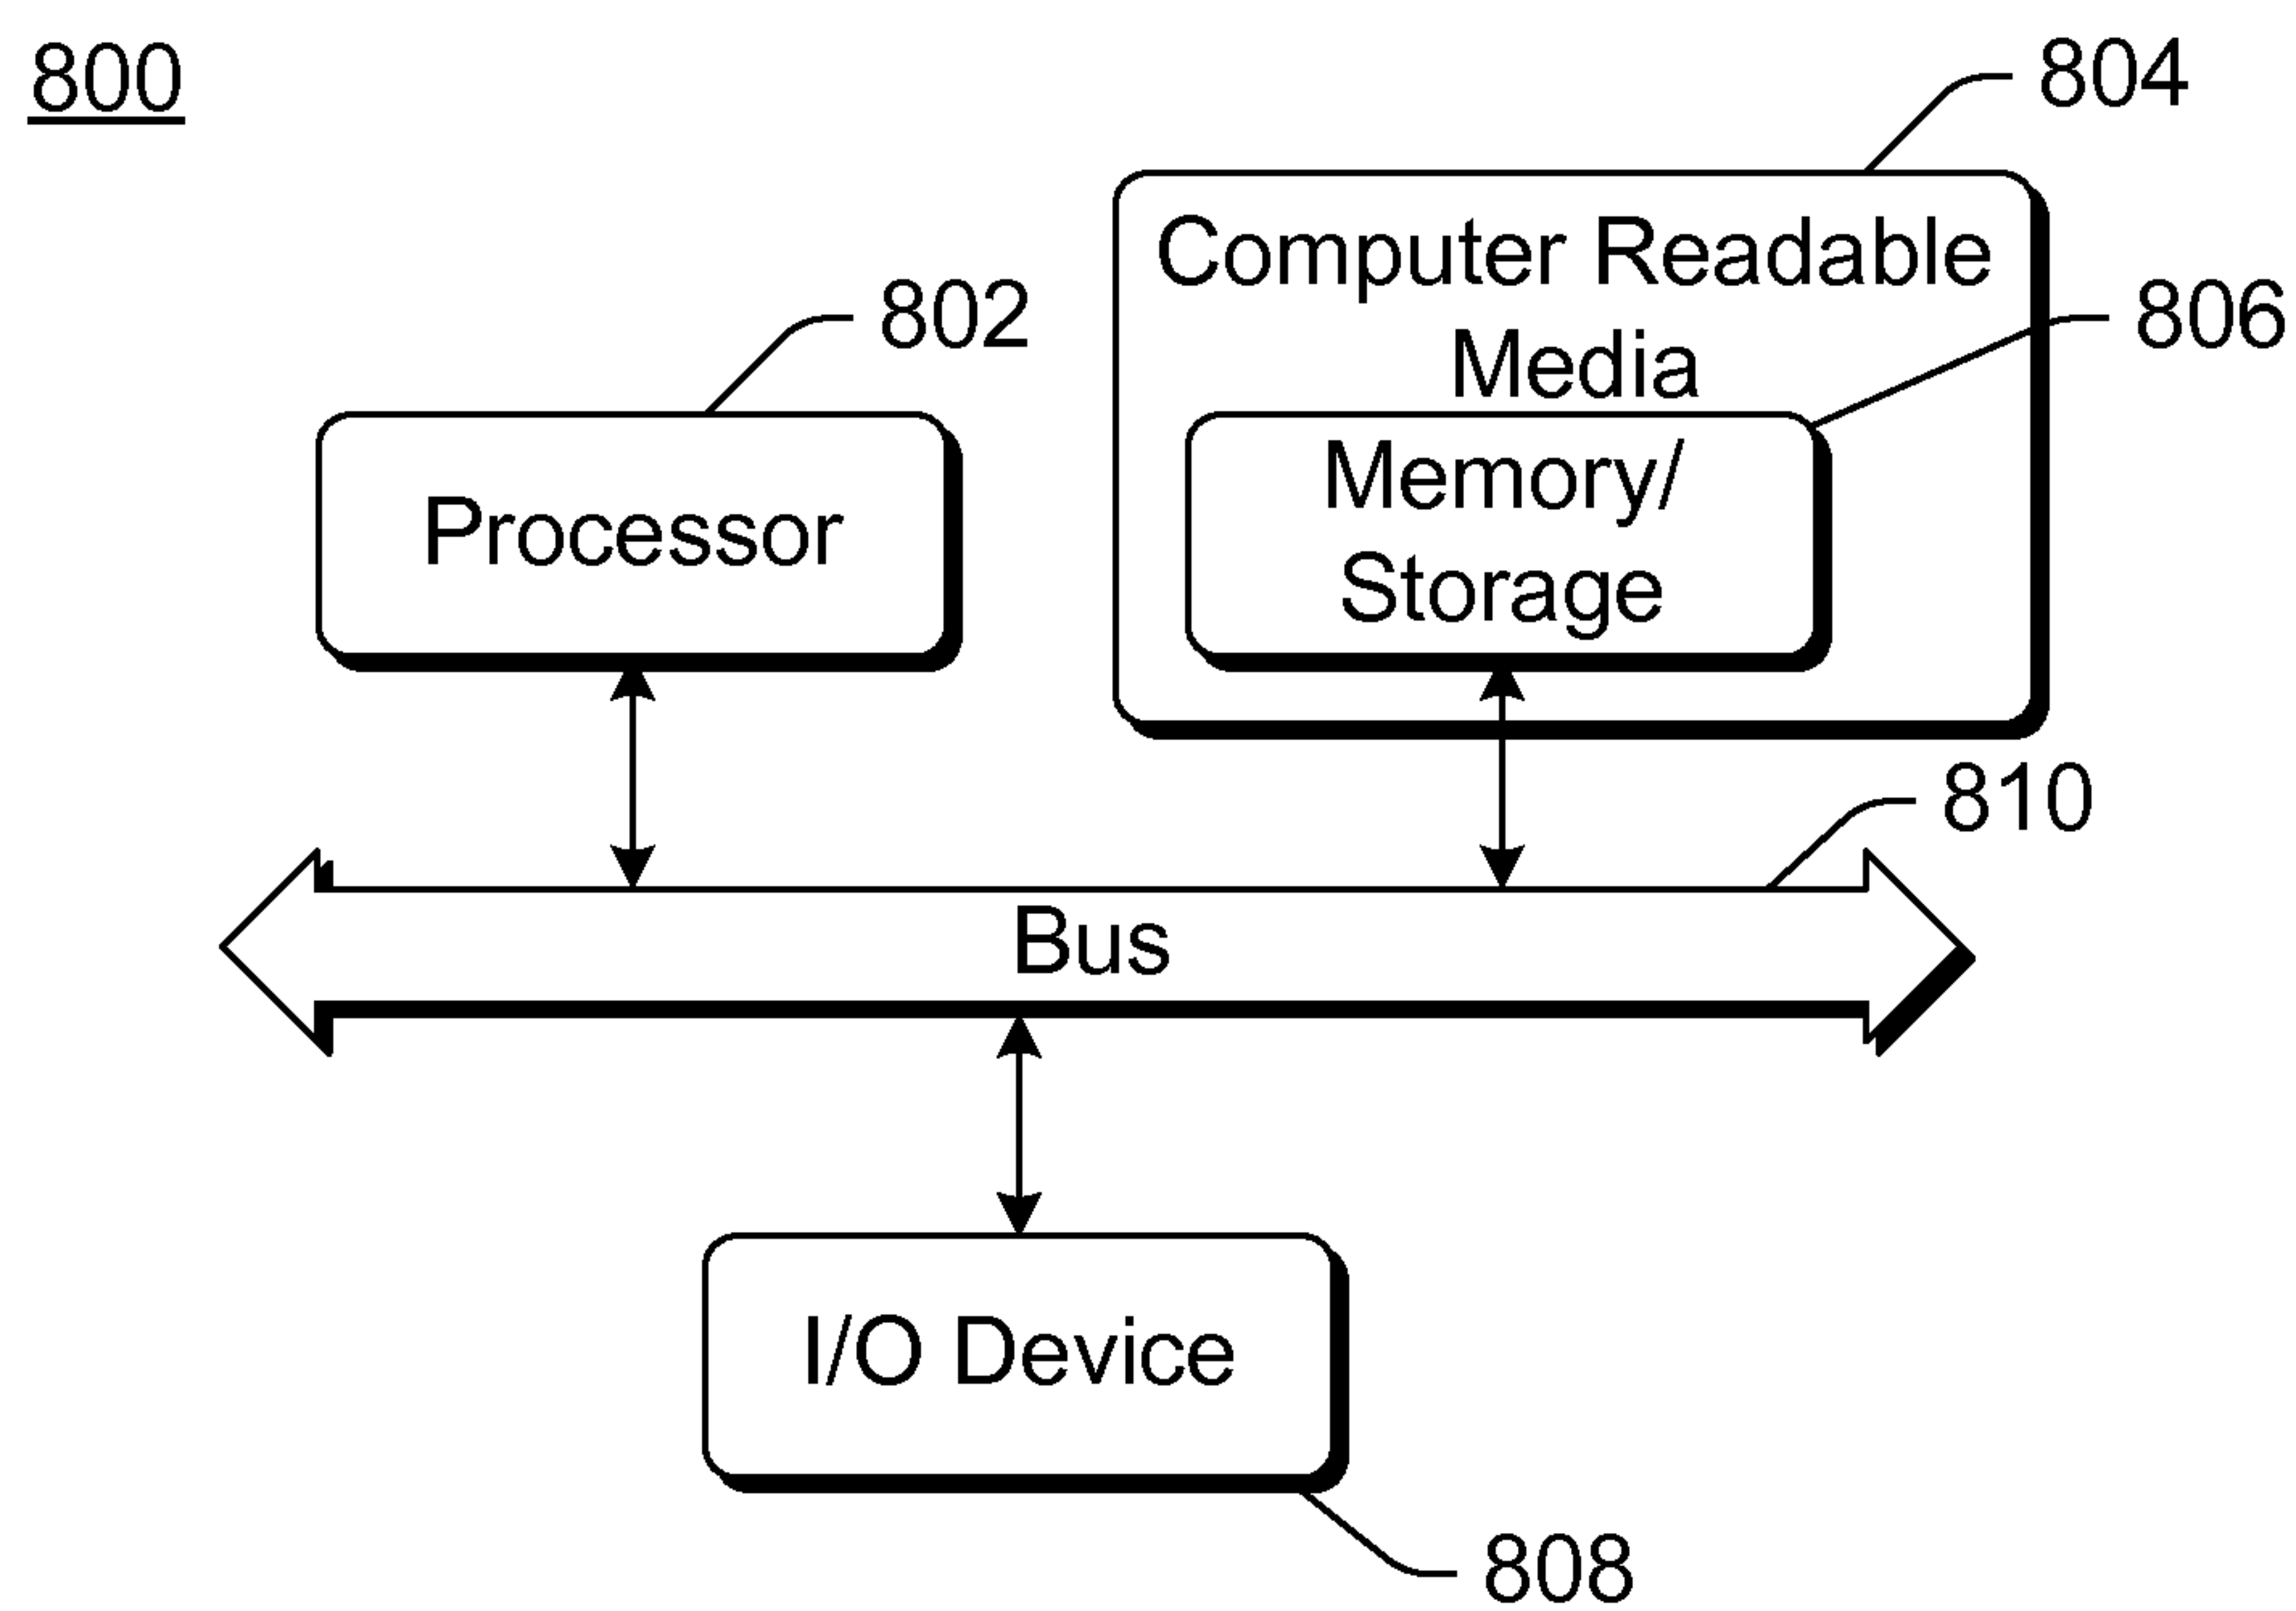 800
804
Computer Readable
Media
806
802
Memory/
Storage
Processor
810
Bus
I/O Device
808